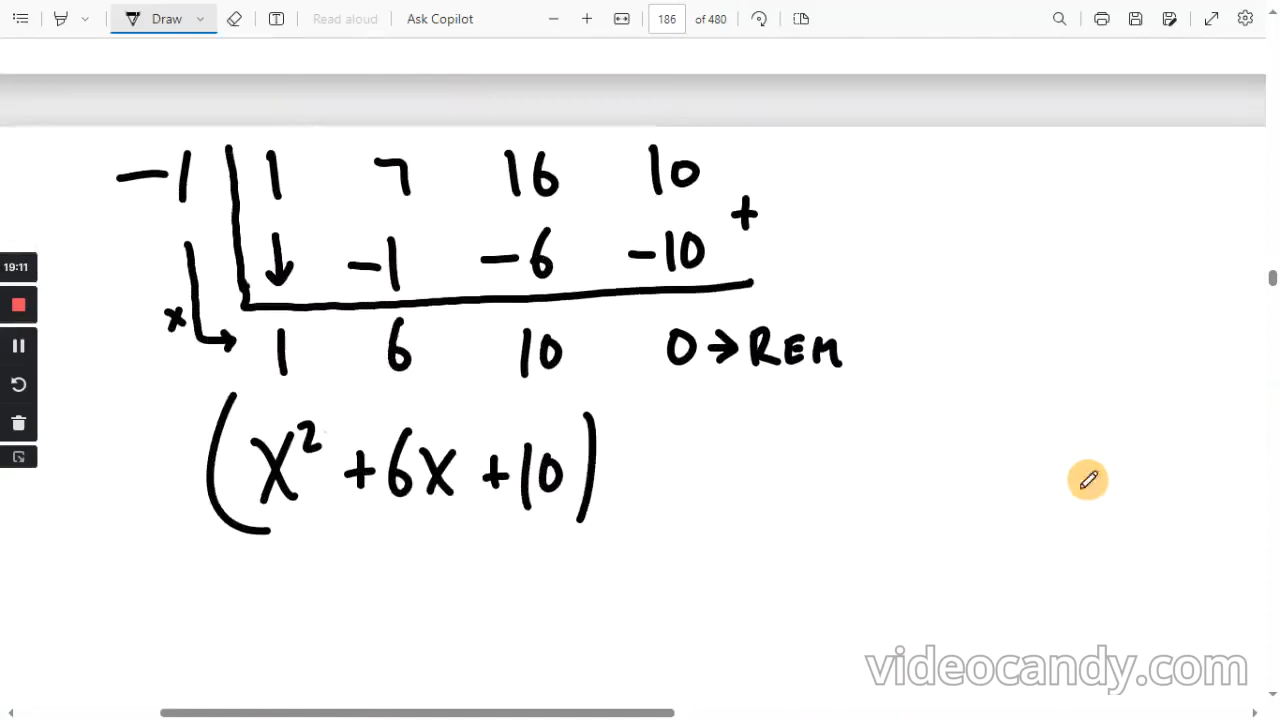 Draw Read aloud Ask Copilot 186 of 480
-1 1 7 16 10
+
↓ -1 -6 -10
19:11
x 1 6 10 0 → REM
(x² + 6x + 10)
videocandy.com